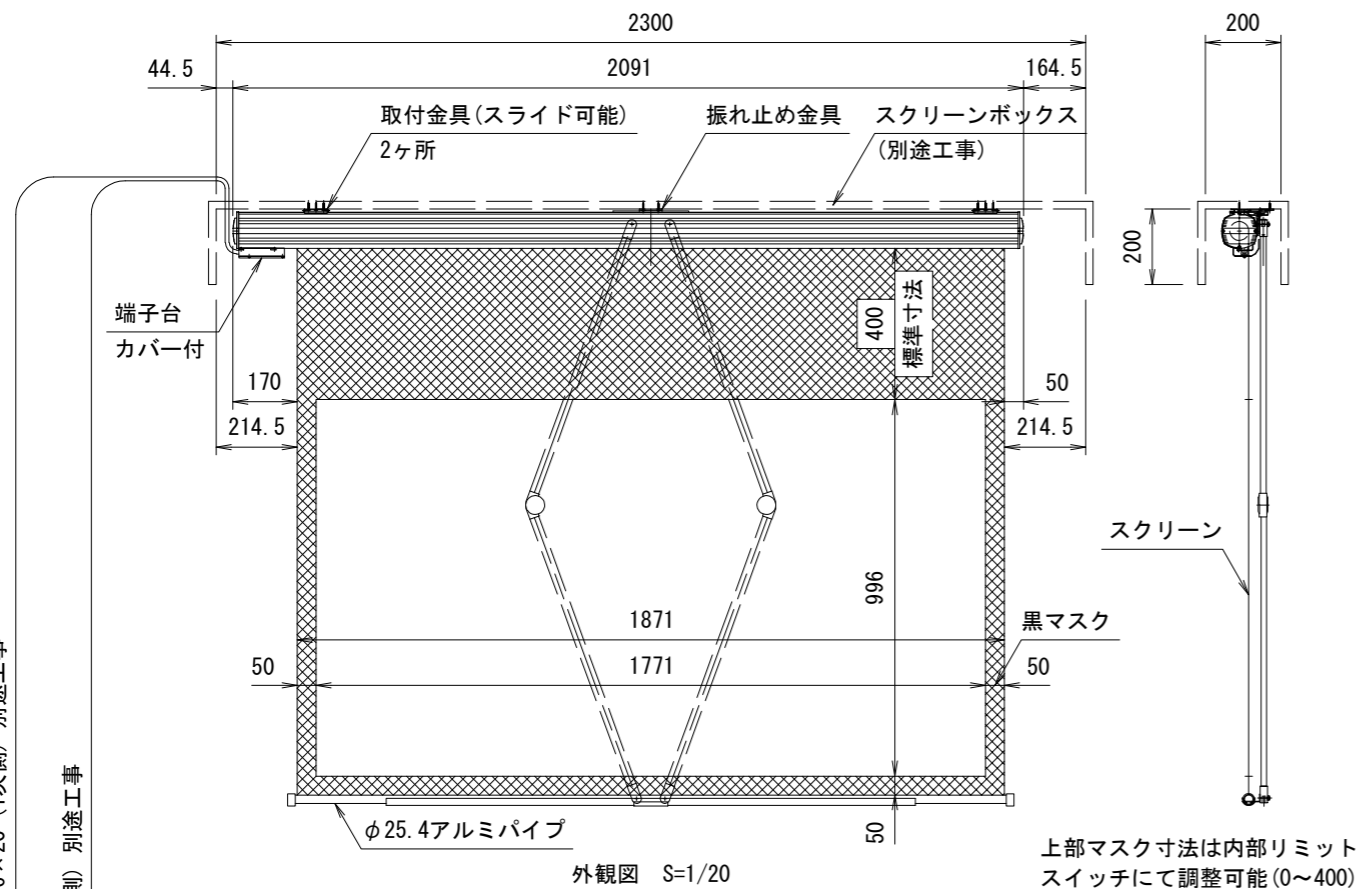 2300
200
44.5
2091
164.5
取付金具(スライド可能)
2ヶ所
振れ止め金具
スクリーンボックス
(別途工事)
200
端子台
カバー付
400
標準寸法
170
50
214.5
214.5
スクリーン
996
1871
黒マスク
50
1771
50
別途工事
側) 別途工事
φ25.4アルミパイプ
50
外観図 S=1/20
上部マスク寸法は内部リミット
スイッチにて調整可能(0～400)